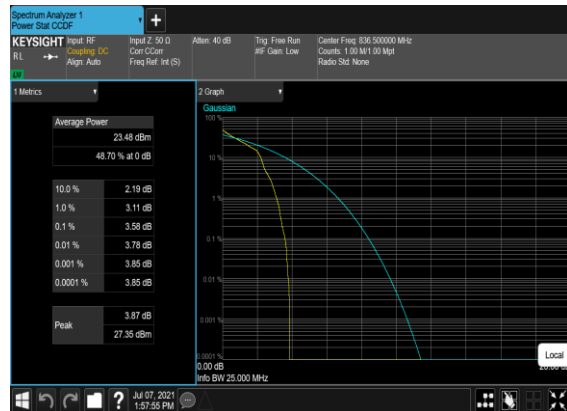 Spectrum Analyzer 1
Power Stat CCDF
KEYSIGHT
Input: RF
Input Z: 50 Ω
Atten: 40 dB
Trig: Free Run
Center Freq: 836.500000 MHz
RL
Coupling: DC
Corr CCorr
#IF Gain: Low
Counts: 1.00 M/1.00 Mpt
Align: Auto
Freq Ref: Int (S)
Radio Std: None
1 Metrics
2 Graph
Gaussian
Average Power
23.48 dBm
48.70 % at 0 dB
10.0 % 2.19 dB
1.0 % 3.11 dB
0.1 % 3.58 dB
0.01 % 3.78 dB
0.001 % 3.85 dB
0.0001 % 3.85 dB
Peak
3.87 dB
27.35 dBm
100 %
10 %
1 %
0.1 %
0.01 %
0.001 %
0.0001 %
0.00 dB
Info BW 25.000 MHz
Local
Jul 07, 2021
1:57:55 PM